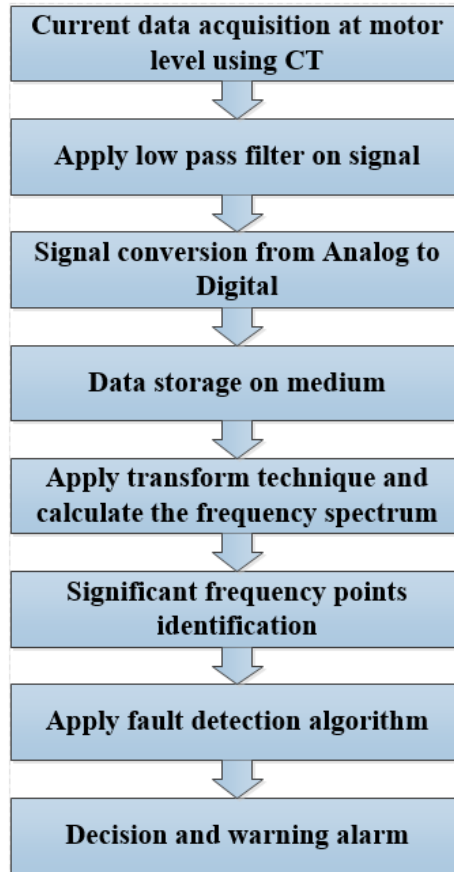 Current data acquisition at motor
level using CT
Apply low pass filter on signal
Signal conversion from Analog to
Digital
Data storage on medium
Apply transform technique and
calculate the frequency spectrum
Significant frequency points
identification
Apply fault detection algorithm
Decision and warning alarm